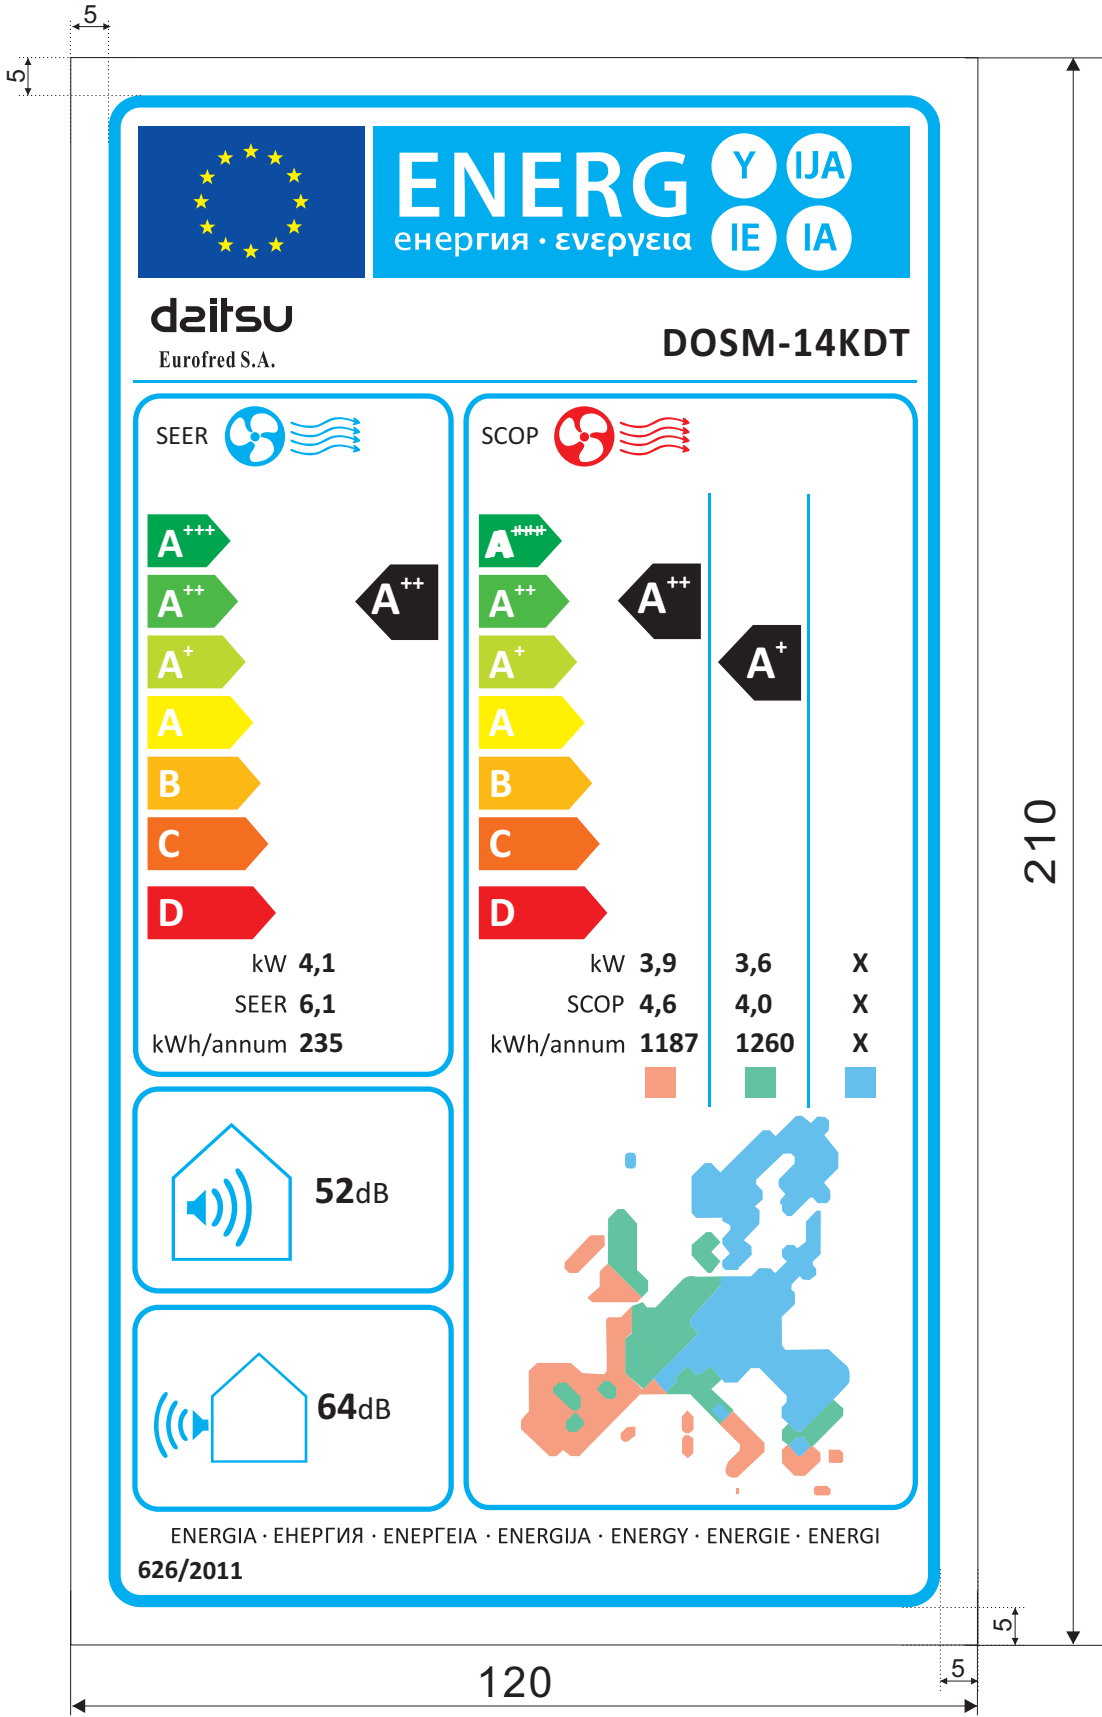 5
5
ENERG
Y IJA
IE IA
енергия · ενεργεια
daitsu
Eurofred S.A.
DOSM-14KDT
SEER
SCOP
A+++
A++
A+
A
B
C
D
A++
A+++
A++
A+
A
B
C
D
A++
A+
kW 4,1
SEER 6,1
kWh/annum 235
kW 3,9 3,6 X
SCOP 4,6 4,0 X
kWh/annum 1187 1260 X
52dB
64dB
ENERGIA · ЕНЕРГИЯ · ΕΝΕΡΓΕΙΑ · ENERGIJA · ENERGY · ENERGIE · ENERGI
626/2011
210
5
5
120